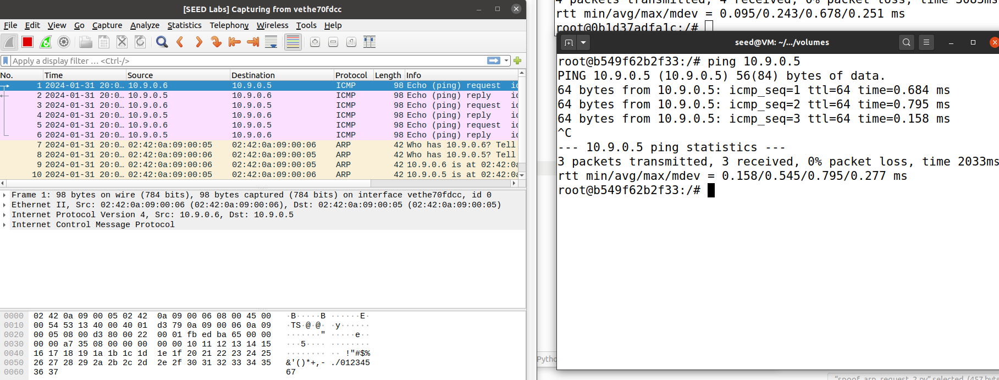 [SEED Labs] Capturing from vethe70fdcc
File Edit View Go Capture Analyze Statistics Telephony Wireless Tools Help
Apply a display filter … <Ctrl-/>
No. Time Source Destination Protocol Length Info
1 2024-01-31 20:0… 10.9.0.6 10.9.0.5 ICMP 98 Echo (ping) request
2 2024-01-31 20:0… 10.9.0.5 10.9.0.6 ICMP 98 Echo (ping) reply
3 2024-01-31 20:0… 10.9.0.6 10.9.0.5 ICMP 98 Echo (ping) request
4 2024-01-31 20:0… 10.9.0.5 10.9.0.6 ICMP 98 Echo (ping) reply
5 2024-01-31 20:0… 10.9.0.6 10.9.0.5 ICMP 98 Echo (ping) request
6 2024-01-31 20:0… 10.9.0.5 10.9.0.6 ICMP 98 Echo (ping) reply
7 2024-01-31 20:0… 02:42:0a:09:00:05 02:42:0a:09:00:06 ARP 42 Who has 10.9.0.6? Tell
8 2024-01-31 20:0… 02:42:0a:09:00:06 02:42:0a:09:00:05 ARP 42 Who has 10.9.0.5? Tell
9 2024-01-31 20:0… 02:42:0a:09:00:06 02:42:0a:09:00:05 ARP 42 10.9.0.6 is at 02:42:0a
10 2024-01-31 20:0… 02:42:0a:09:00:05 02:42:0a:09:00:06 ARP 42 10.9.0.5 is at 02:42:0a
Frame 1: 98 bytes on wire (784 bits), 98 bytes captured (784 bits) on interface vethe70fdcc, id 0
Ethernet II, Src: 02:42:0a:09:00:06 (02:42:0a:09:00:06), Dst: 02:42:0a:09:00:05 (02:42:0a:09:00:05)
Internet Protocol Version 4, Src: 10.9.0.6, Dst: 10.9.0.5
Internet Control Message Protocol
0000 02 42 0a 09 00 05 02 42 0a 09 00 06 08 00 45 00 ·B·····B ······E·
0010 00 54 53 13 40 00 40 01 d3 79 0a 09 00 06 0a 09 ·TS·@·@· ·y······
0020 00 05 08 00 d3 80 00 22 00 01 fb ed ba 65 00 00 ·······" ·····e··
0030 00 00 a7 35 08 00 00 00 00 00 10 11 12 13 14 15 ···5···· ········
0040 16 17 18 19 1a 1b 1c 1d 1e 1f 20 21 22 23 24 25 ········ ·· !"#$%
0050 26 27 28 29 2a 2b 2c 2d 2e 2f 30 31 32 33 34 35 &'()*+,- ./012345
0060 36 37 67
4 packets transmitted, 4 received, 0% packet loss, time 3083ms
rtt min/avg/max/mdev = 0.095/0.243/0.678/0.251 ms
root@0b1d37adfa1c:/#
seed@VM: ~/.../volumes
root@b549f62b2f33:/# ping 10.9.0.5
PING 10.9.0.5 (10.9.0.5) 56(84) bytes of data.
64 bytes from 10.9.0.5: icmp_seq=1 ttl=64 time=0.684 ms
64 bytes from 10.9.0.5: icmp_seq=2 ttl=64 time=0.795 ms
64 bytes from 10.9.0.5: icmp_seq=3 ttl=64 time=0.158 ms
^C
--- 10.9.0.5 ping statistics ---
3 packets transmitted, 3 received, 0% packet loss, time 2033ms
rtt min/avg/max/mdev = 0.158/0.545/0.795/0.277 ms
root@b549f62b2f33:/#
Pytho
"spoof_arp_request_2.py" selected (457 byte